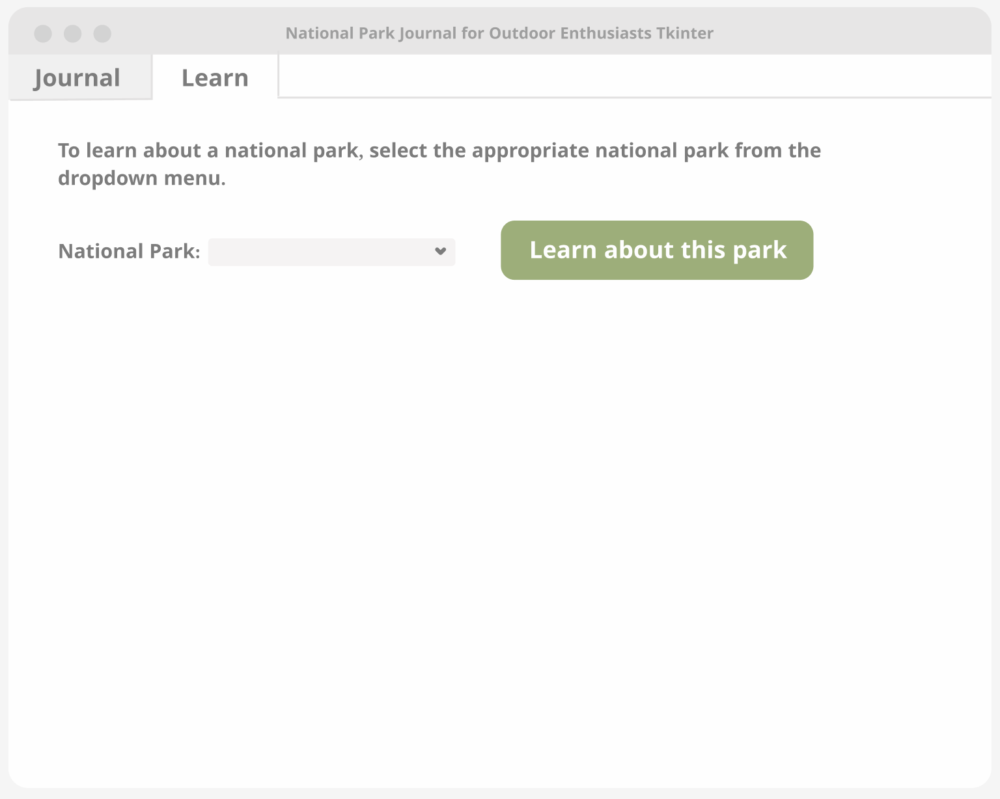 National Park Journal for Outdoor Enthusiasts Tkinter
Journal
Learn
To learn about a national park, select the appropriate national park from the
dropdown menu.
National Park:
Learn about this park